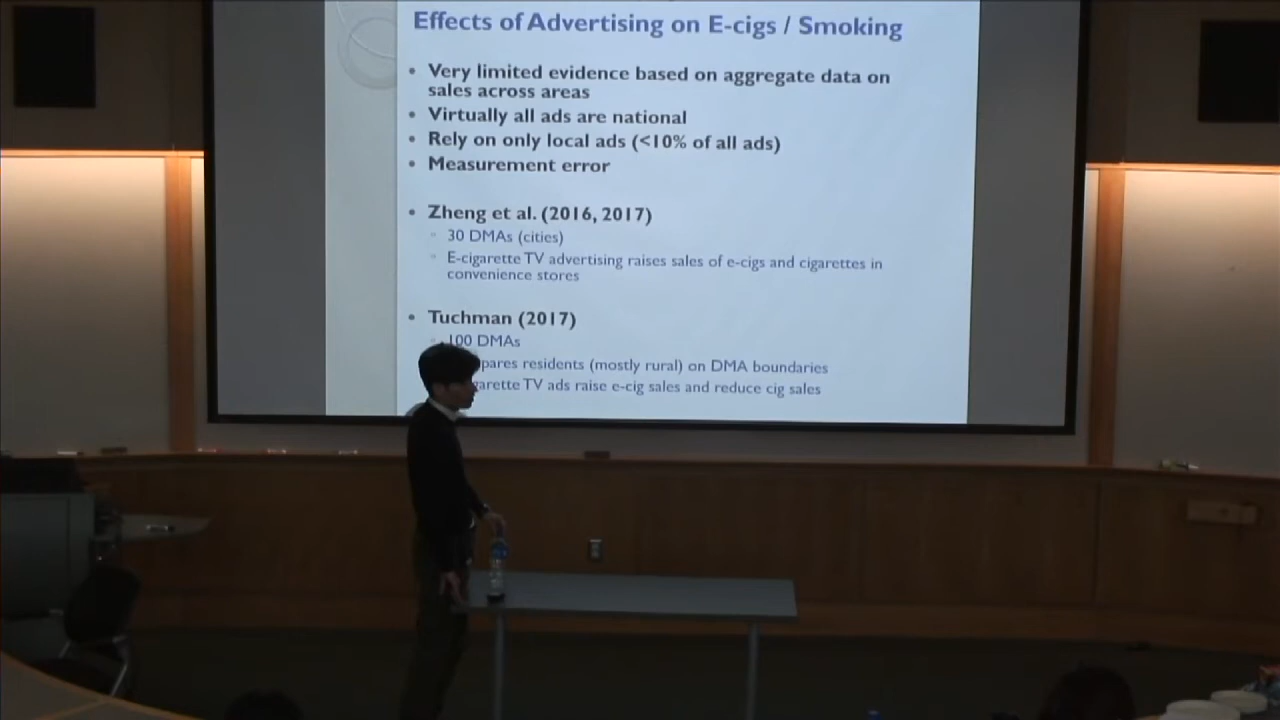 Effects of Advertising on E-cigs / Smoking
• Very limited evidence based on aggregate data on
sales across areas
• Virtually all ads are national
• Rely on only local ads (<10% of all ads)
• Measurement error
• Zheng et al. (2016, 2017)
30 DMAs (cities)
E-cigarette TV advertising raises sales of e-cigs and cigarettes in
convenience stores
• Tuchman (2017)
100 DMAs
pares residents (mostly rural) on DMA boundaries
garette TV ads raise e-cig sales and reduce cig sales